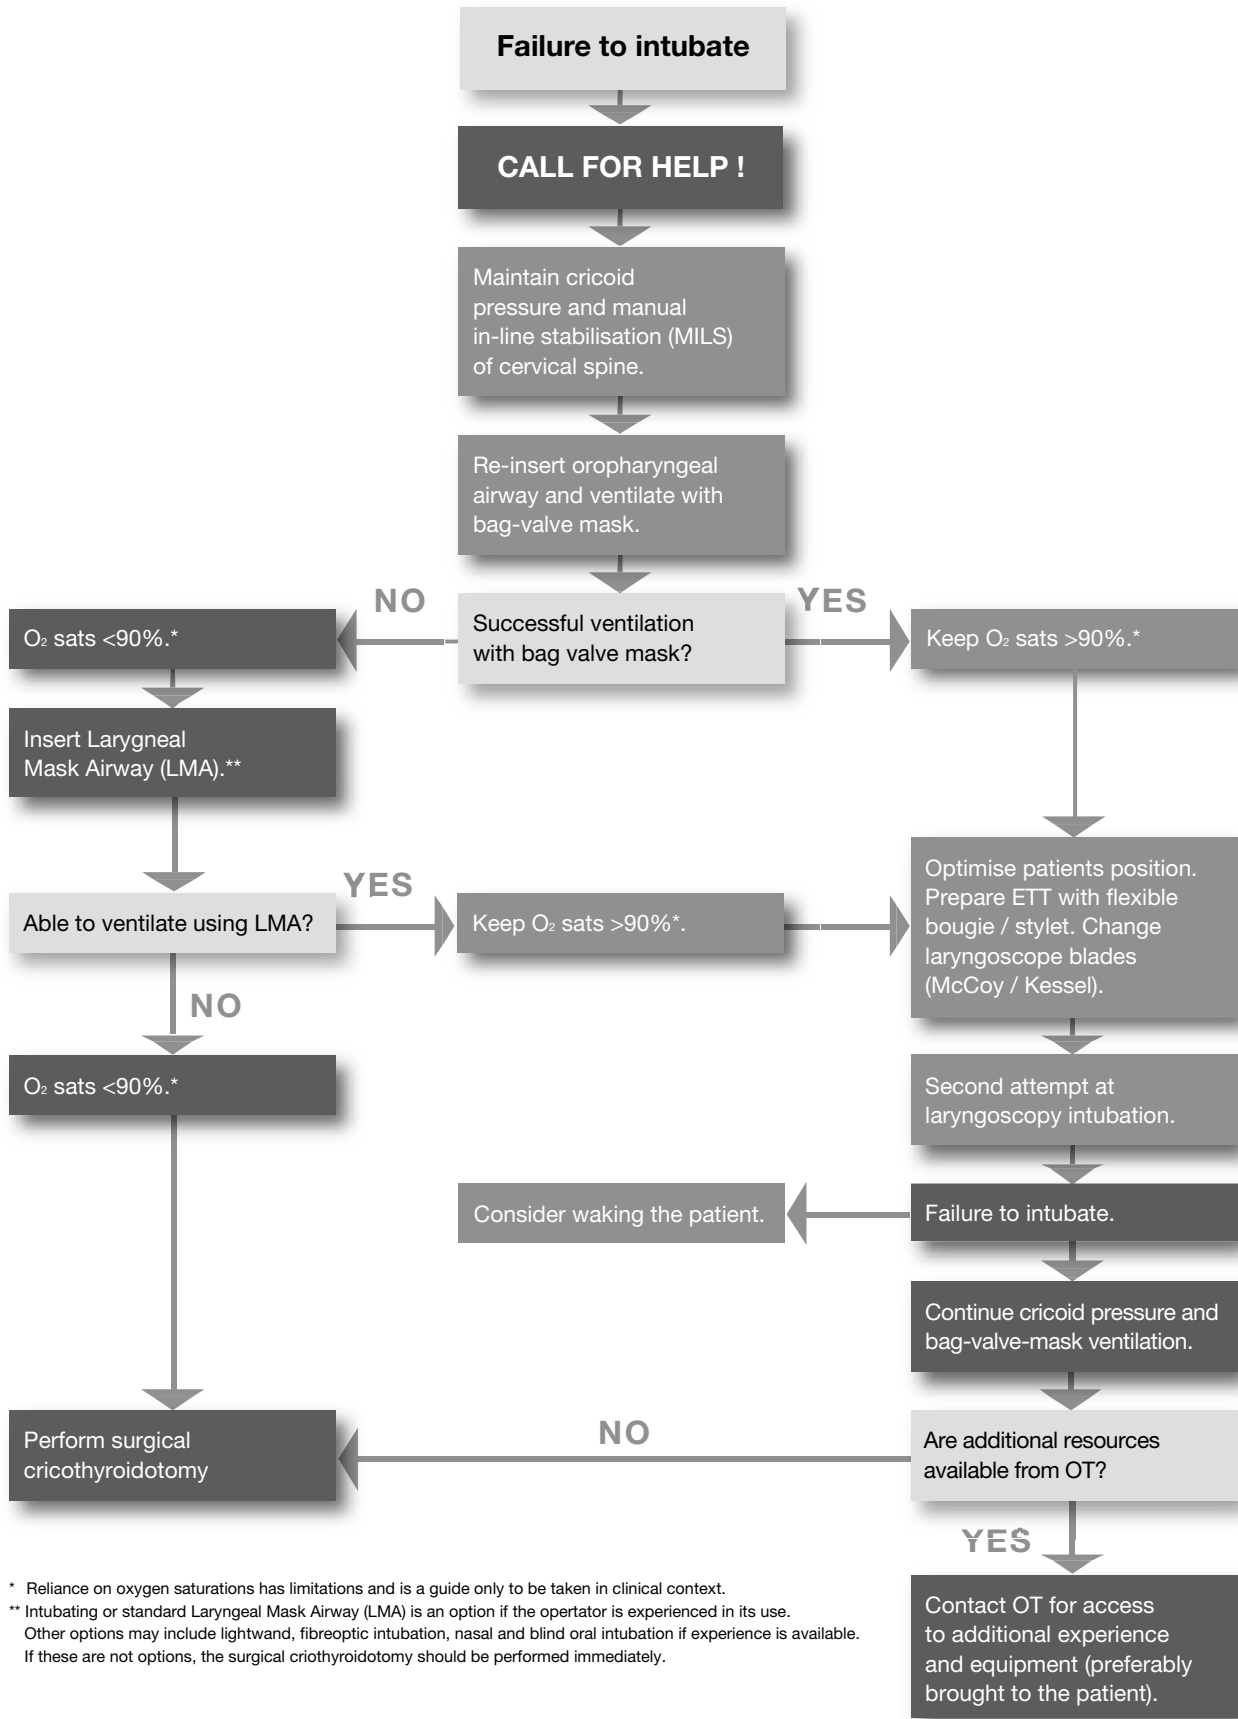 Failure to intubate
CALL FOR HELP !
Maintain cricoid
pressure and manual
in-line stabilisation (MILS)
of cervical spine.
Re-insert oropharyngeal
airway and ventilate with
bag-valve mask.
NO
YES
O₂ sats <90%.*
Successful ventilation
with bag valve mask?
Keep O₂ sats >90%.*
Insert Larygneal
Mask Airway (LMA).**
Able to ventilate using LMA?
YES
Keep O₂ sats >90%*.
Optimise patients position.
Prepare ETT with flexible
bougie / stylet. Change
laryngoscope blades
(McCoy / Kessel).
NO
O₂ sats <90%.*
Second attempt at
laryngoscopy intubation.
Consider waking the patient.
Failure to intubate.
Continue cricoid pressure and
bag-valve-mask ventilation.
Perform surgical
cricothyroidotomy
NO
Are additional resources
available from OT?
YES
Contact OT for access
to additional experience
and equipment (preferably
brought to the patient).
* Reliance on oxygen saturations has limitations and is a guide only to be taken in clinical context.
** Intubating or standard Laryngeal Mask Airway (LMA) is an option if the opertator is experienced in its use.
Other options may include lightwand, fibreoptic intubation, nasal and blind oral intubation if experience is available.
If these are not options, the surgical criothyroidotomy should be performed immediately.